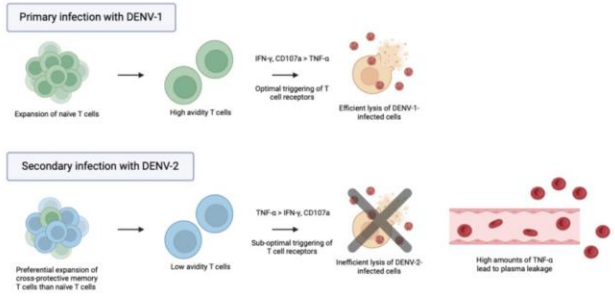 Primary infection with DENV-1
IFN-γ, CD107a > TNF-α
Optimal triggering of T
cell receptors
Expansion of naïve T cells
High avidity T cells
Efficient lysis of DENV-1-
infected cells
Secondary infection with DENV-2
TNF-α > IFN-γ, CD107a
Sub-optimal triggering of
T cell receptors
Preferential expansion of
cross-protective memory
T cells than naïve T cells
Low avidity T cells
Inefficient lysis of DENV-2-
infected cells
High amounts of TNF-α
lead to plasma leakage